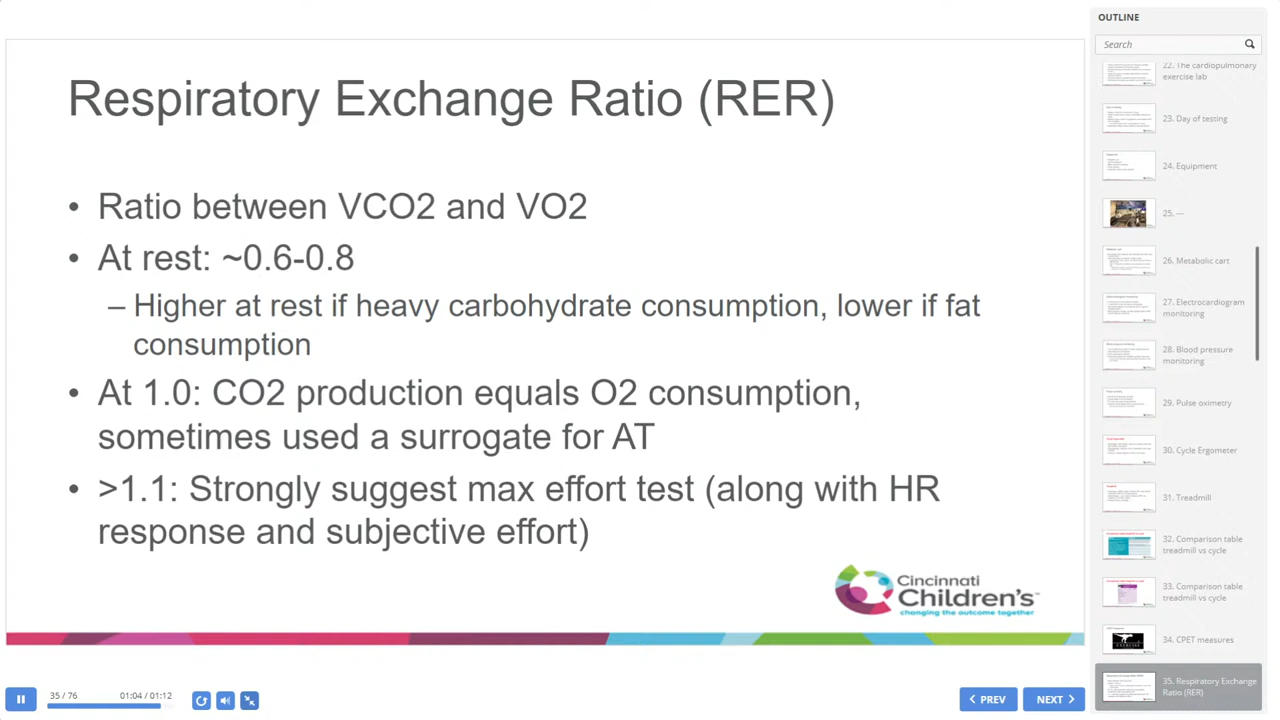 Respiratory Exchange Ratio (RER)
• Ratio between VCO2 and VO2
• At rest: ~0.6-0.8
– Higher at rest if heavy carbohydrate consumption, lower if fat
consumption
• At 1.0: CO2 production equals O2 consumption,
sometimes used a surrogate for AT
• >1.1: Strongly suggest max effort test (along with HR
response and subjective effort)
Cincinnati
Children's™
changing the outcome together
35 / 76
01:04 / 01:12
PREV
NEXT
OUTLINE
Search
22. The cardiopulmonary
exercise lab
23. Day of testing
24. Equipment
25. —
26. Metabolic cart
27. Electrocardiogram
monitoring
28. Blood pressure
monitoring
29. Pulse oximetry
30. Cycle Ergometer
31. Treadmill
32. Comparison table
treadmill vs cycle
33. Comparison table
treadmill vs cycle
34. CPET measures
35. Respiratory Exchange
Ratio (RER)